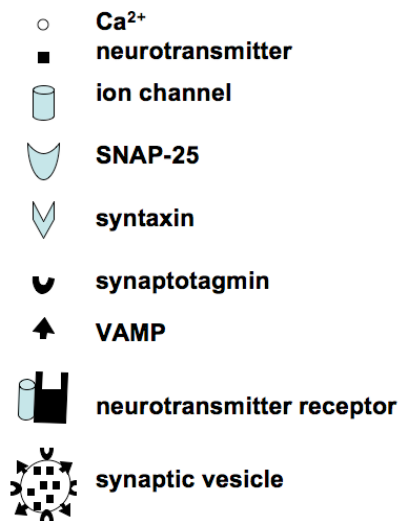 Ca²⁺
neurotransmitter
ion channel
SNAP-25
syntaxin
synaptotagmin
VAMP
neurotransmitter receptor
synaptic vesicle